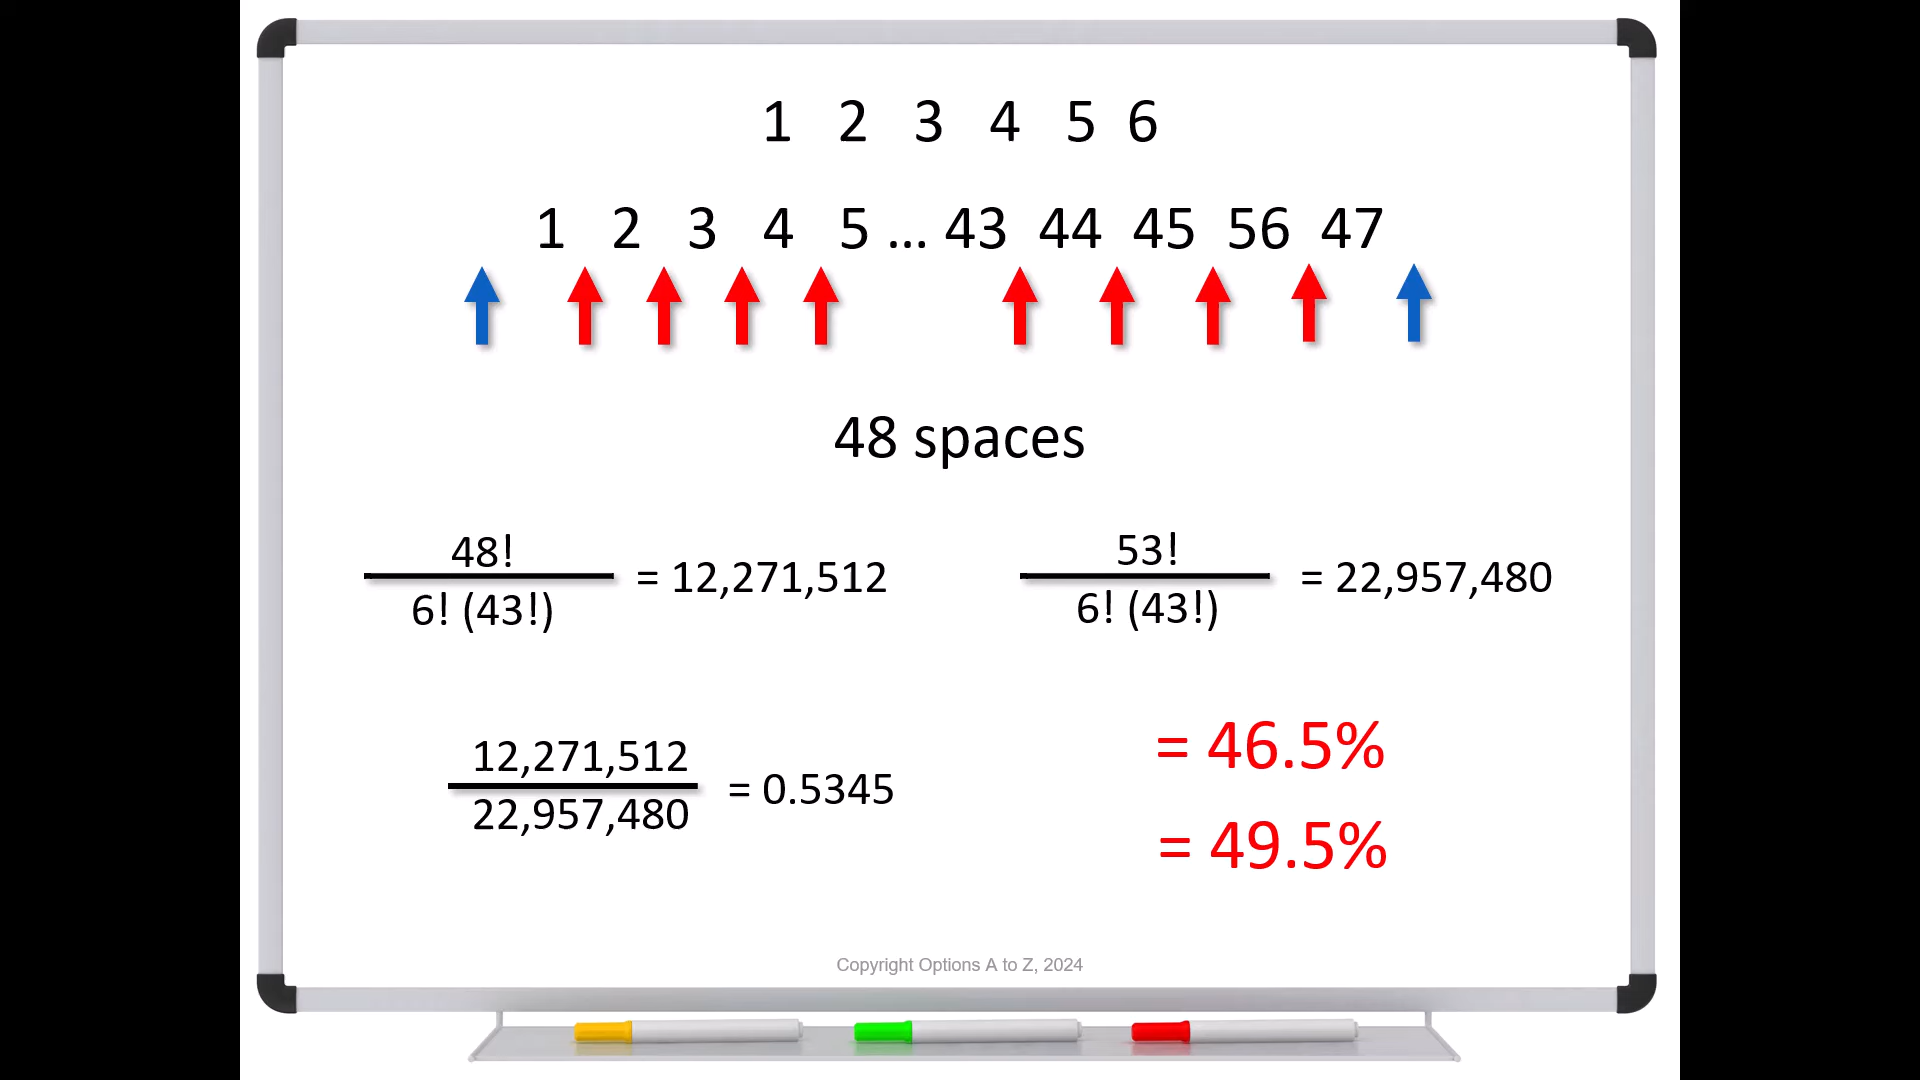 1 2 3 4 5 6
1 2 3 4 5 ... 43 44 45 56 47
48 spaces
48!
6! (43!)
= 12,271,512
53!
6! (43!)
= 22,957,480
12,271,512
22,957,480
= 0.5345
= 46.5%
= 49.5%
Copyright Options A to Z, 2024